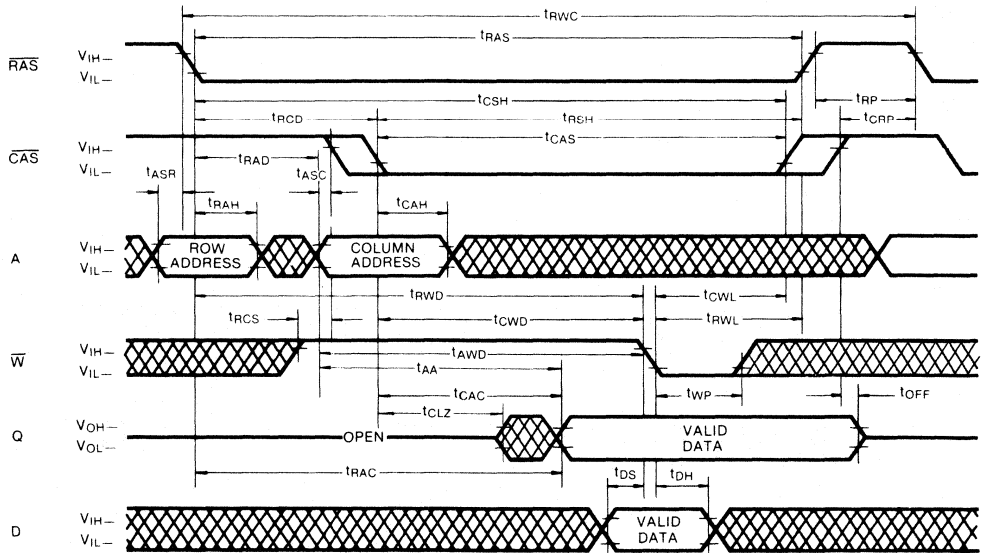 tRWC
tRAS
RAS
VIH
VIL
tCSH
tRP
tRCD
tRSH
tCRP
CAS
VIH
VIL
tRAD
tCAS
tASR
tASC
tRAH
tCAH
A
VIH
VIL
ROW ADDRESS
COLUMN ADDRESS
tRWD
tCWL
tRCS
tCWD
tRWL
W
VIH
VIL
tAWD
tAA
tWP
tCAC
tOFF
tCLZ
Q
VOH
VOL
OPEN
VALID DATA
tRAC
tDS
tDH
D
VIH
VIL
VALID DATA